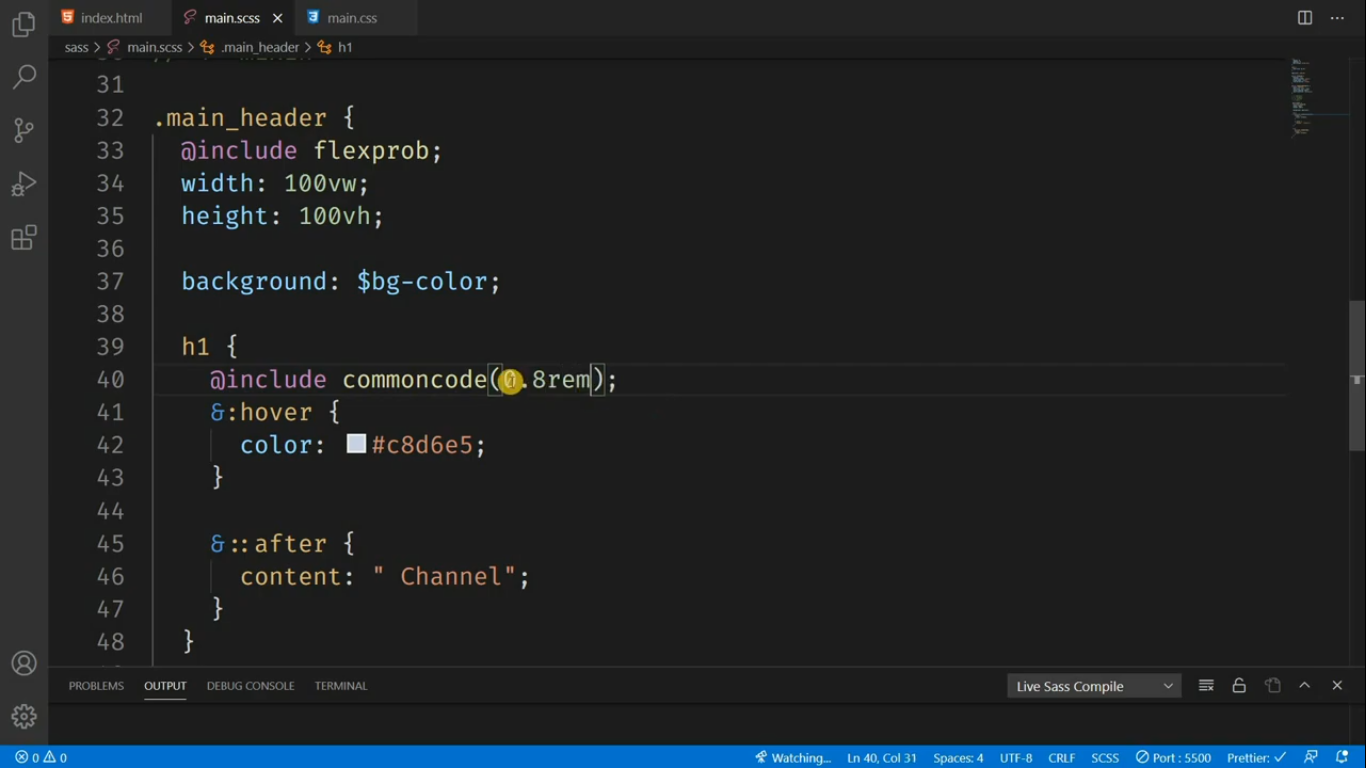 index.html main.scss main.css
sass > main.scss > .main_header > h1
31
32 .main_header {
33 @include flexprob;
34 width: 100vw;
35 height: 100vh;
36
37 background: $bg-color;
38
39 h1 {
40 @include commoncode(0.8rem);
41 &:hover {
42 color: #c8d6e5;
43 }
44
45 &::after {
46 content: " Channel";
47 }
48 }
PROBLEMS OUTPUT DEBUG CONSOLE TERMINAL Live Sass Compile
0 0 Watching... Ln 40, Col 31 Spaces: 4 UTF-8 CRLF SCSS Port : 5500 Prettier: ✓